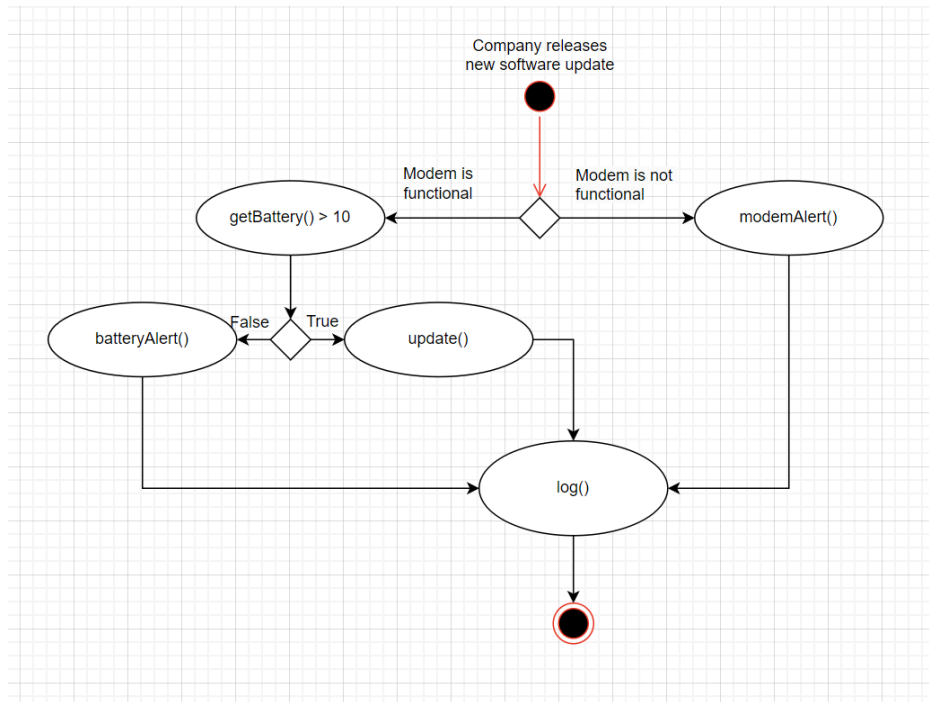 Company releases
new software update
Modem is
functional
Modem is not
functional
getBattery() > 10
modemAlert()
False
True
batteryAlert()
update()
log()